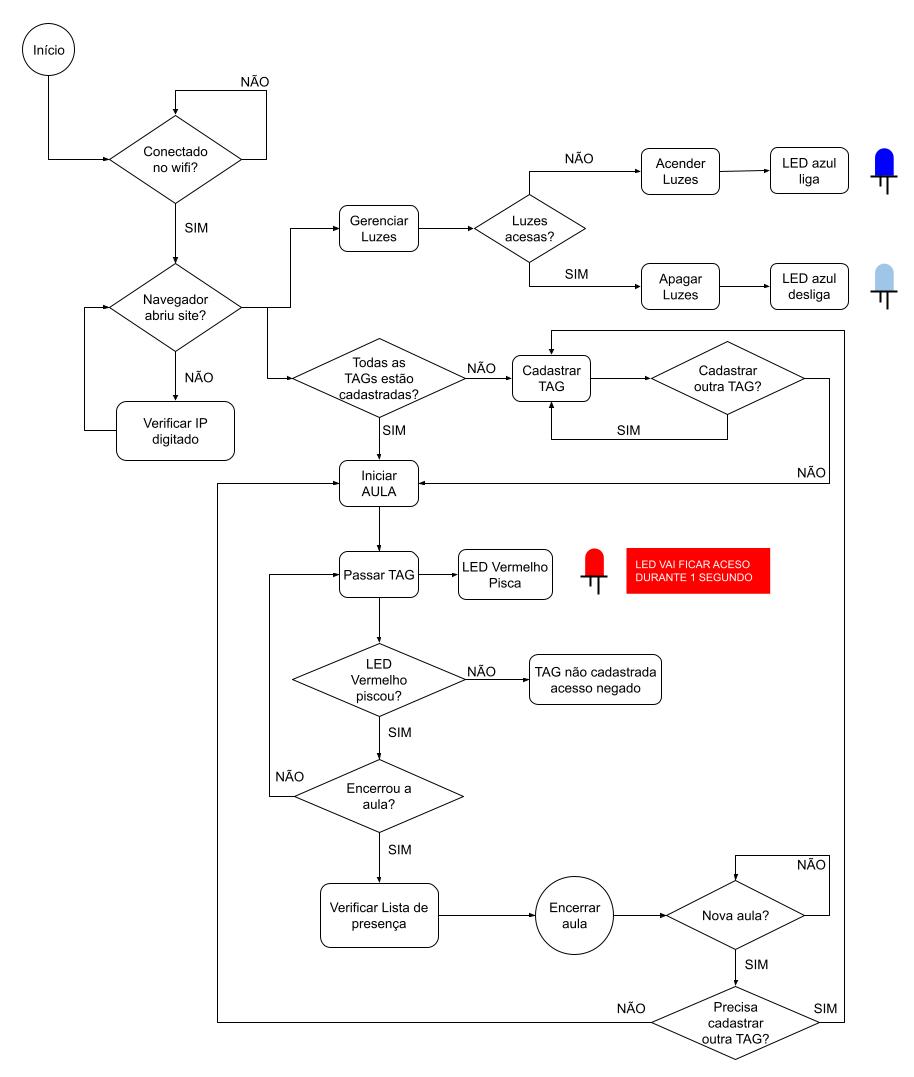 Início
NÃO
Conectado
no wifi?
SIM
NÃO
Acender
Luzes
LED azul
liga
Gerenciar
Luzes
Luzes
acesas?
SIM
Apagar
Luzes
LED azul
desliga
Navegador
abriu site?
NÃO
Verificar IP
digitado
Todas as
TAGs estão
cadastradas?
NÃO
Cadastrar
TAG
Cadastrar
outra TAG?
SIM
SIM
NÃO
Iniciar
AULA
Passar TAG
LED Vermelho
Pisca
LED VAI FICAR ACESO
DURANTE 1 SEGUNDO
LED
Vermelho
piscou?
NÃO
TAG não cadastrada
acesso negado
SIM
NÃO
Encerrou a
aula?
SIM
Verificar Lista de
presença
Encerrar
aula
Nova aula?
NÃO
SIM
NÃO
Precisa
cadastrar
outra TAG?
SIM